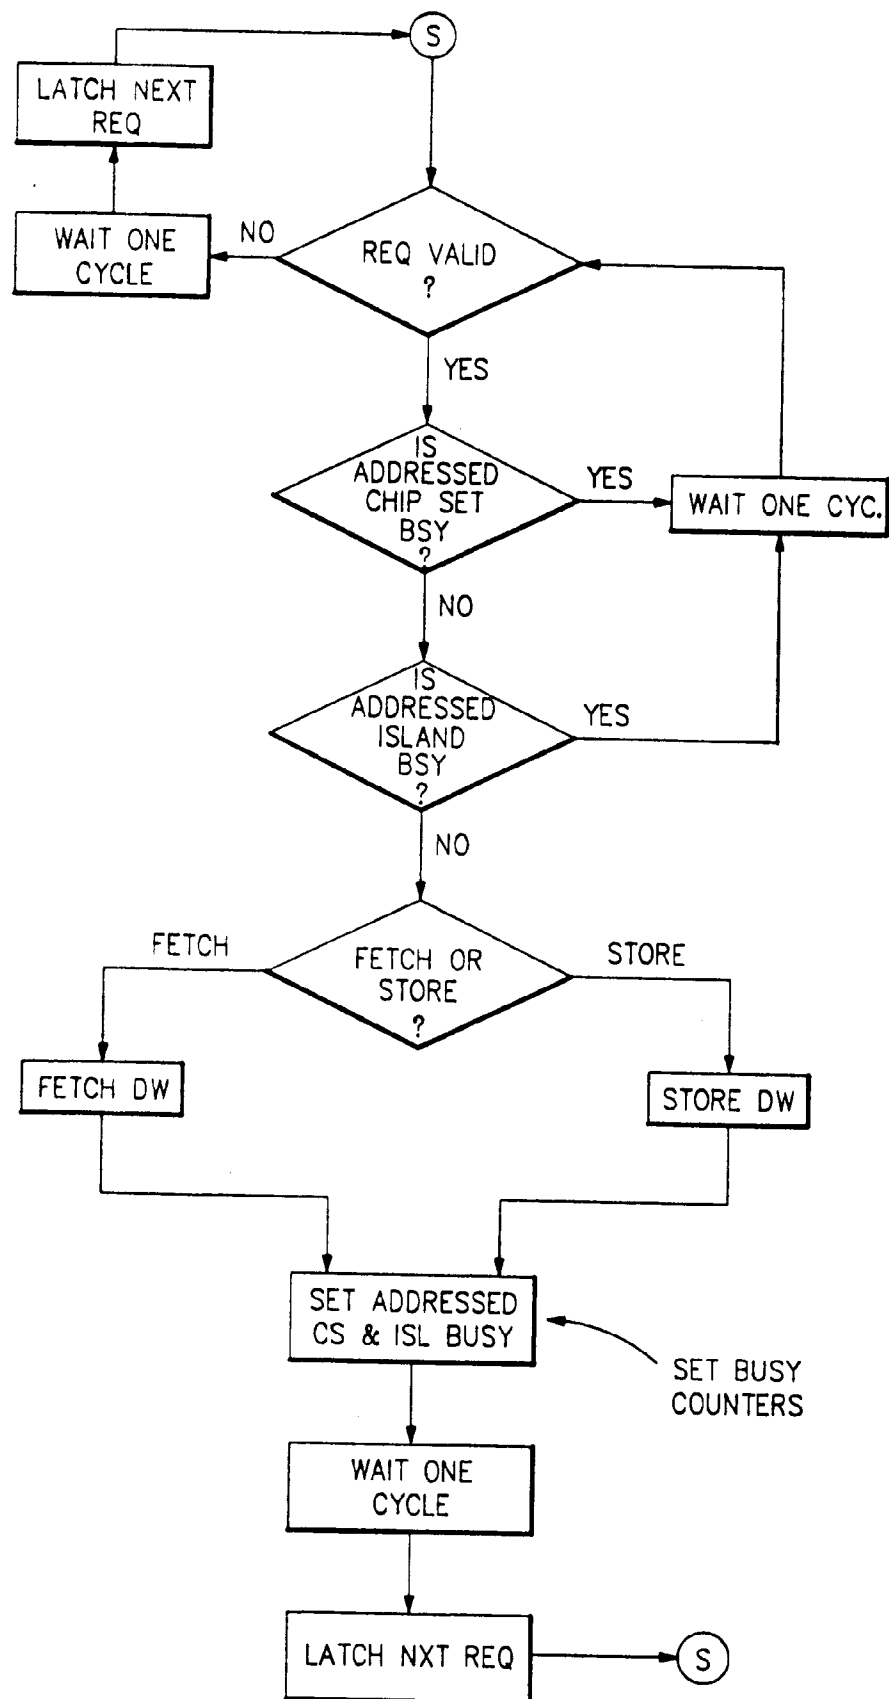 S
LATCH NEXT
REQ
WAIT ONE
CYCLE
NO
REQ VALID
?
YES
IS
ADDRESSED
CHIP SET
BSY
?
YES
WAIT ONE CYC.
NO
IS
ADDRESSED
ISLAND
BSY
?
YES
NO
FETCH
FETCH OR
STORE
?
STORE
FETCH DW
STORE DW
SET ADDRESSED
CS & ISL BUSY
SET BUSY
COUNTERS
WAIT ONE
CYCLE
LATCH NXT REQ
S